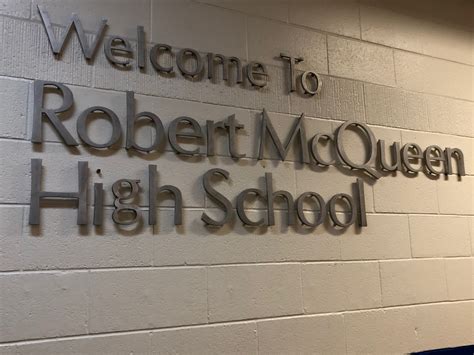 Welcome To
Robert McQueen
High School